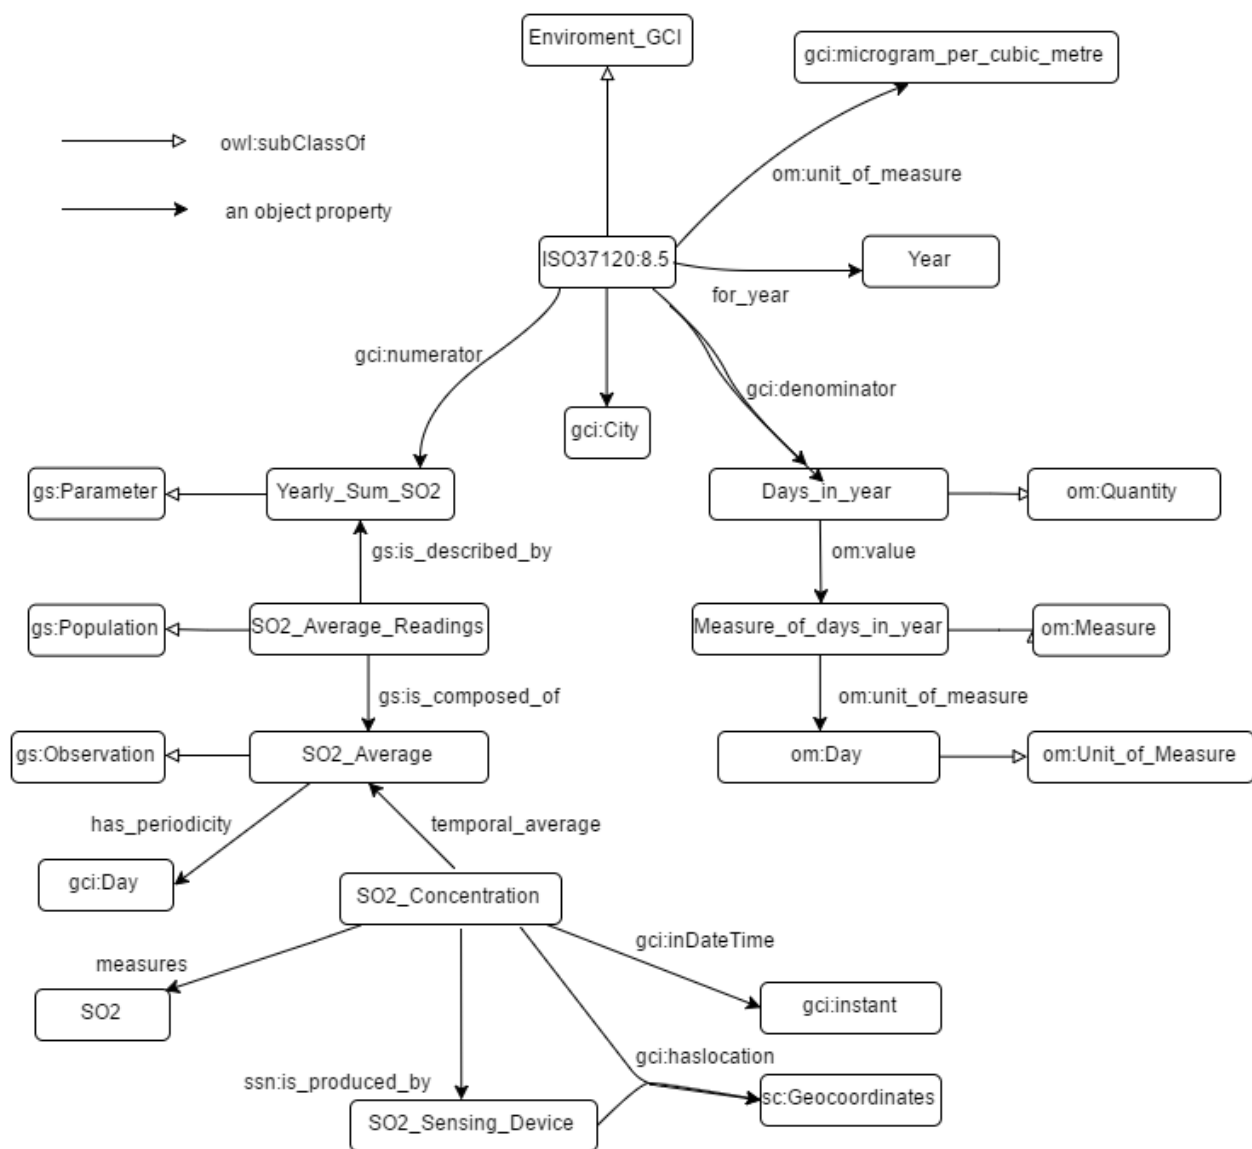 Enviroment_GCI
gci:microgram_per_cubic_metre
owl:subClassOf
om:unit_of_measure
an object property
ISO37120:8.5
Year
for_year
gci:numerator
gci:denominator
gci:City
gs:Parameter
Yearly_Sum_SO2
Days_in_year
om:Quantity
gs:is_described_by
om:value
gs:Population
SO2_Average_Readings
Measure_of_days_in_year
om:Measure
gs:is_composed_of
om:unit_of_measure
gs:Observation
SO2_Average
om:Day
om:Unit_of_Measure
has_periodicity
temporal_average
gci:Day
SO2_Concentration
gci:inDateTime
measures
SO2
gci:instant
gci:haslocation
ssn:is_produced_by
sc:Geocoordinates
SO2_Sensing_Device